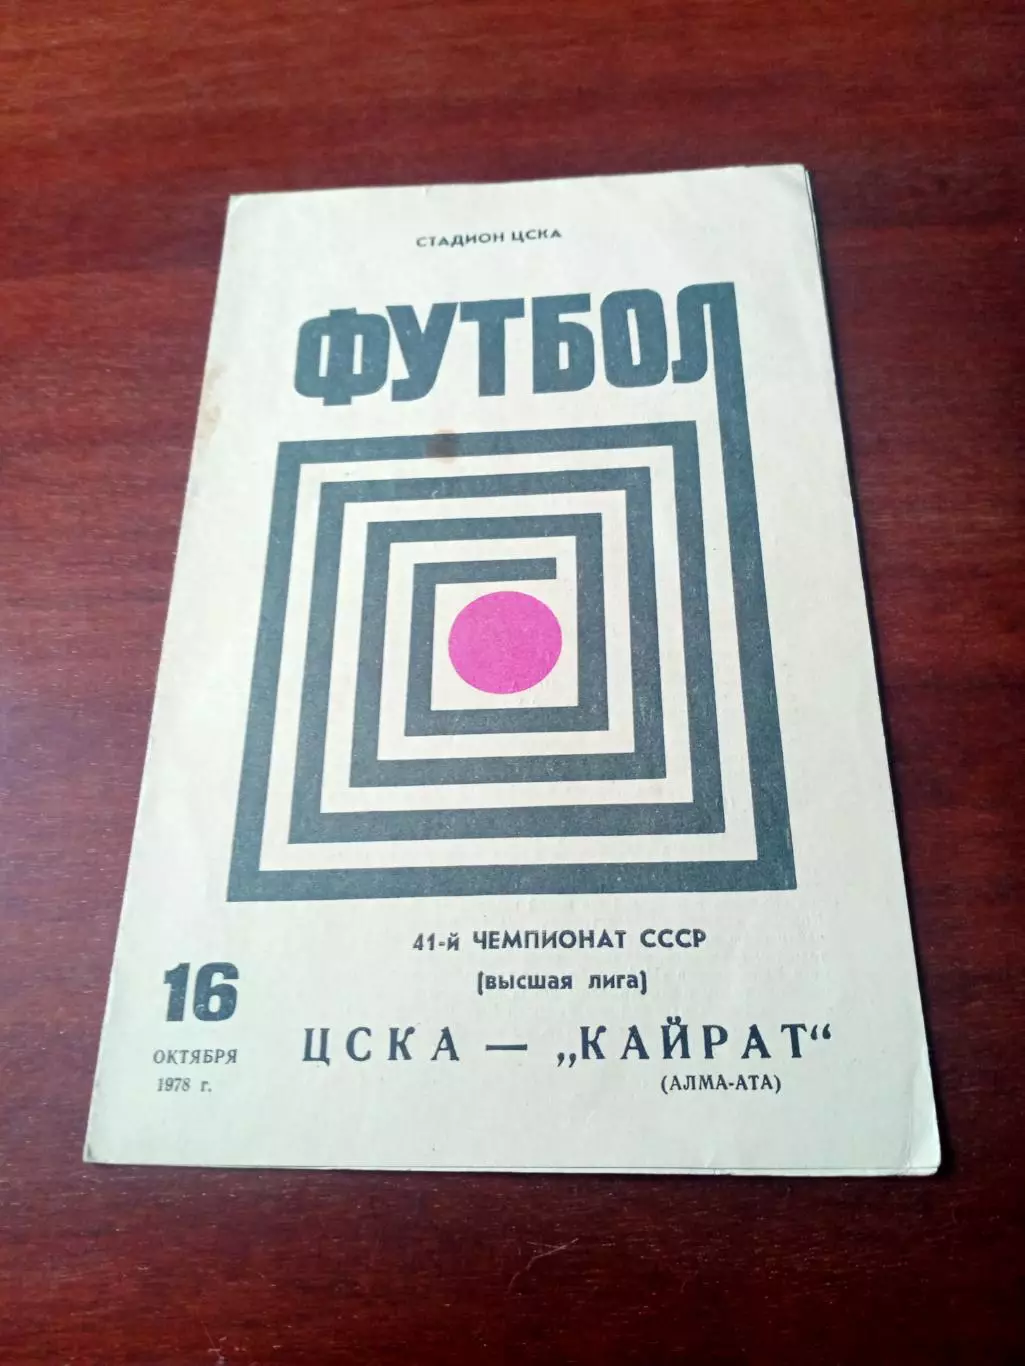 СТАДИОН ЦСКА
ФУТБОЛ
41-й ЧЕМПИОНАТ СССР
(высшая лига)
16
ОКТЯБРЯ
1978 г.
ЦСКА — „КАЙРАТ“
(АЛМА-АТА)